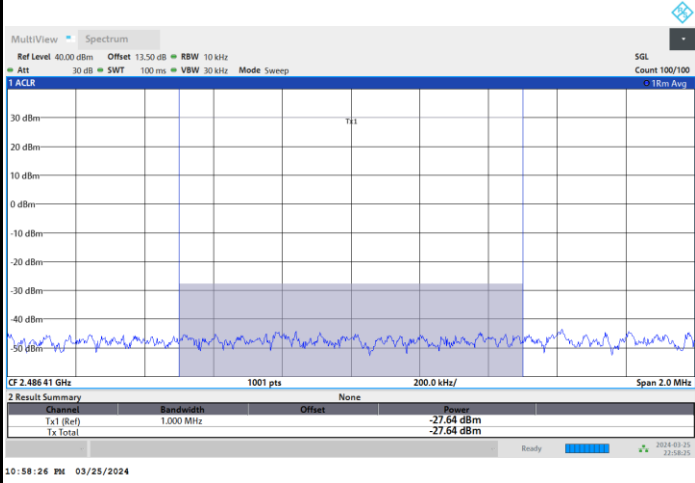 MultiView Spectrum
Ref Level 40.00 dBm Offset 13.50 dB RBW 10 kHz SGL
Att 30 dB SWT 100 ms VBW 30 kHz Mode Sweep Count 100/100
1 ACLR 1Rm Avg
Tx1
30 dBm
20 dBm
10 dBm
0 dBm
-10 dBm
-20 dBm
-30 dBm
-40 dBm
-50 dBm
CF 2.486 41 GHz 1001 pts 200.0 kHz/ Span 2.0 MHz
2 Result Summary None
Channel Bandwidth Offset Power
Tx1 (Ref) 1.000 MHz -27.64 dBm
Tx Total -27.64 dBm
Ready 2024-03-25
22:58:25
10:58:26 PM 03/25/2024